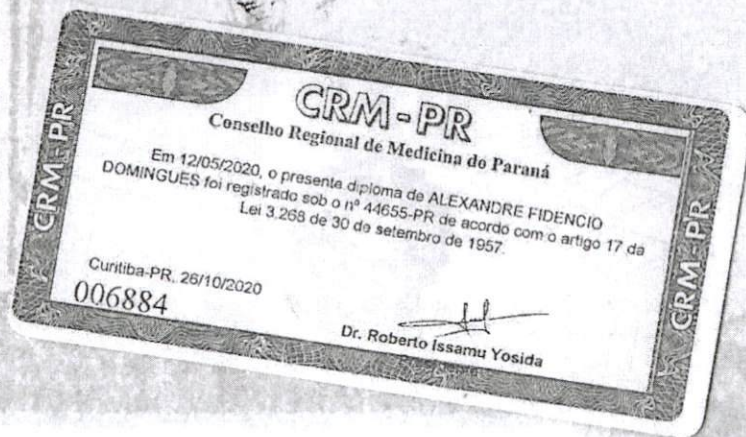 CRM-PR
Conselho Regional de Medicina do Paraná
Em 12/05/2020, o presente diploma de ALEXANDRE FIDENCIO
DOMINGUES foi registrado sob o nº 44655-PR de acordo com o artigo 17 da
Lei 3.268 de 30 de setembro de 1957.
Curitiba-PR, 26/10/2020
006884
Dr. Roberto Issamu Yosida
CRM-PR
CRM-PR